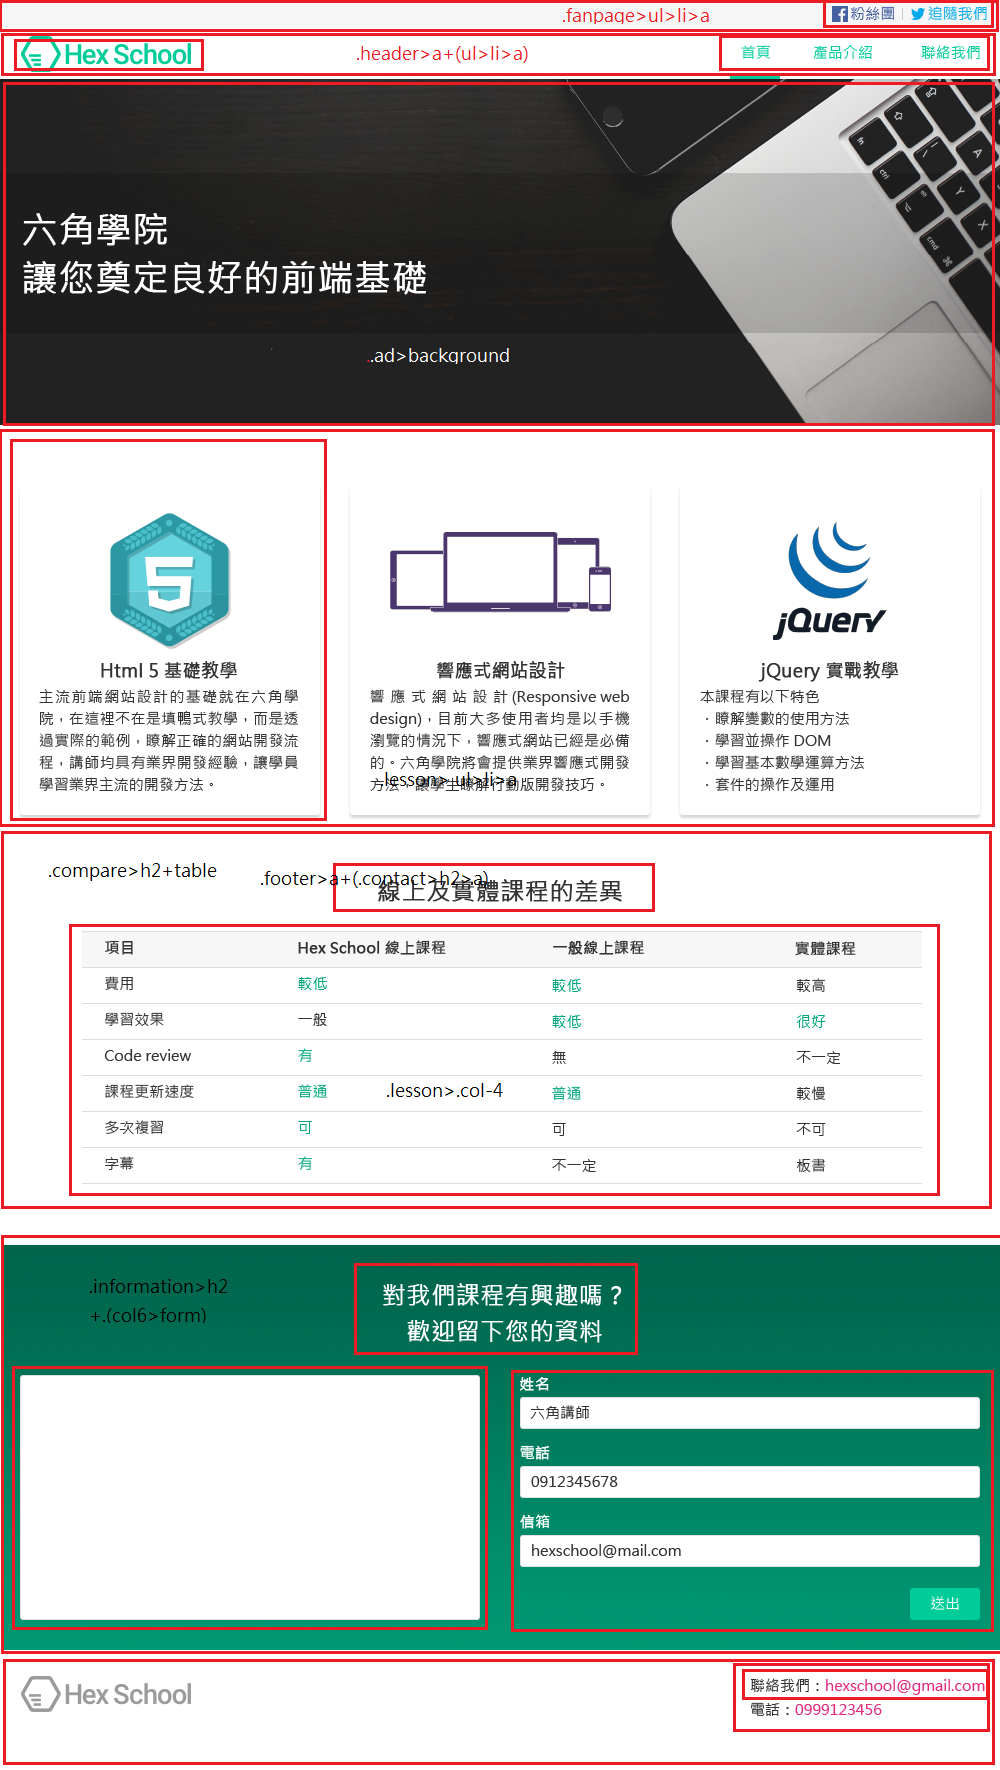 .fanpage>ul>li>a
粉絲團
追隨我們
Hex School
.header>a+(ul>li>a)
首頁
產品介紹
聯絡我們
六角學院
讓您奠定良好的前端基礎
.ad>background
Html 5 基礎教學
主流前端網站設計的基礎就在六角學
院，在這裡不在是填鴨式教學，而是透
過實際的範例，瞭解正確的網站開發流
程，講師均具有業界開發經驗，讓學員
學習業界主流的開發方法。
響應式網站設計
響應式網站設計(Responsive web
design)，目前大多使用者均是以手機
瀏覽的情況下，響應式網站已經是必備
的。六角學院將會提供業界響應式開發
方法，讓學生瞭解行動版開發技巧。
.lesson>.ul>li>a
jQuery
jQuery 實戰教學
本課程有以下特色
．瞭解變數的使用方法
．學習並操作 DOM
．學習基本數學運算方法
．套件的操作及運用
.compare>h2+table
.footer>a+(.contact>h2>a)
線上及實體課程的差異
項目 Hex School 線上課程 一般線上課程 實體課程
費用 較低 較低 較高
學習效果 一般 較低 很好
Code review 有 無 不一定
課程更新速度 普通 普通 較慢
.lesson>.col-4
多次複習 可 可 不可
字幕 有 不一定 板書
.information>h2
+.(col6>form)
對我們課程有興趣嗎？
歡迎留下您的資料
姓名
六角講師
電話
0912345678
信箱
hexschool@mail.com
送出
Hex School
聯絡我們：hexschool@gmail.com
電話：0999123456